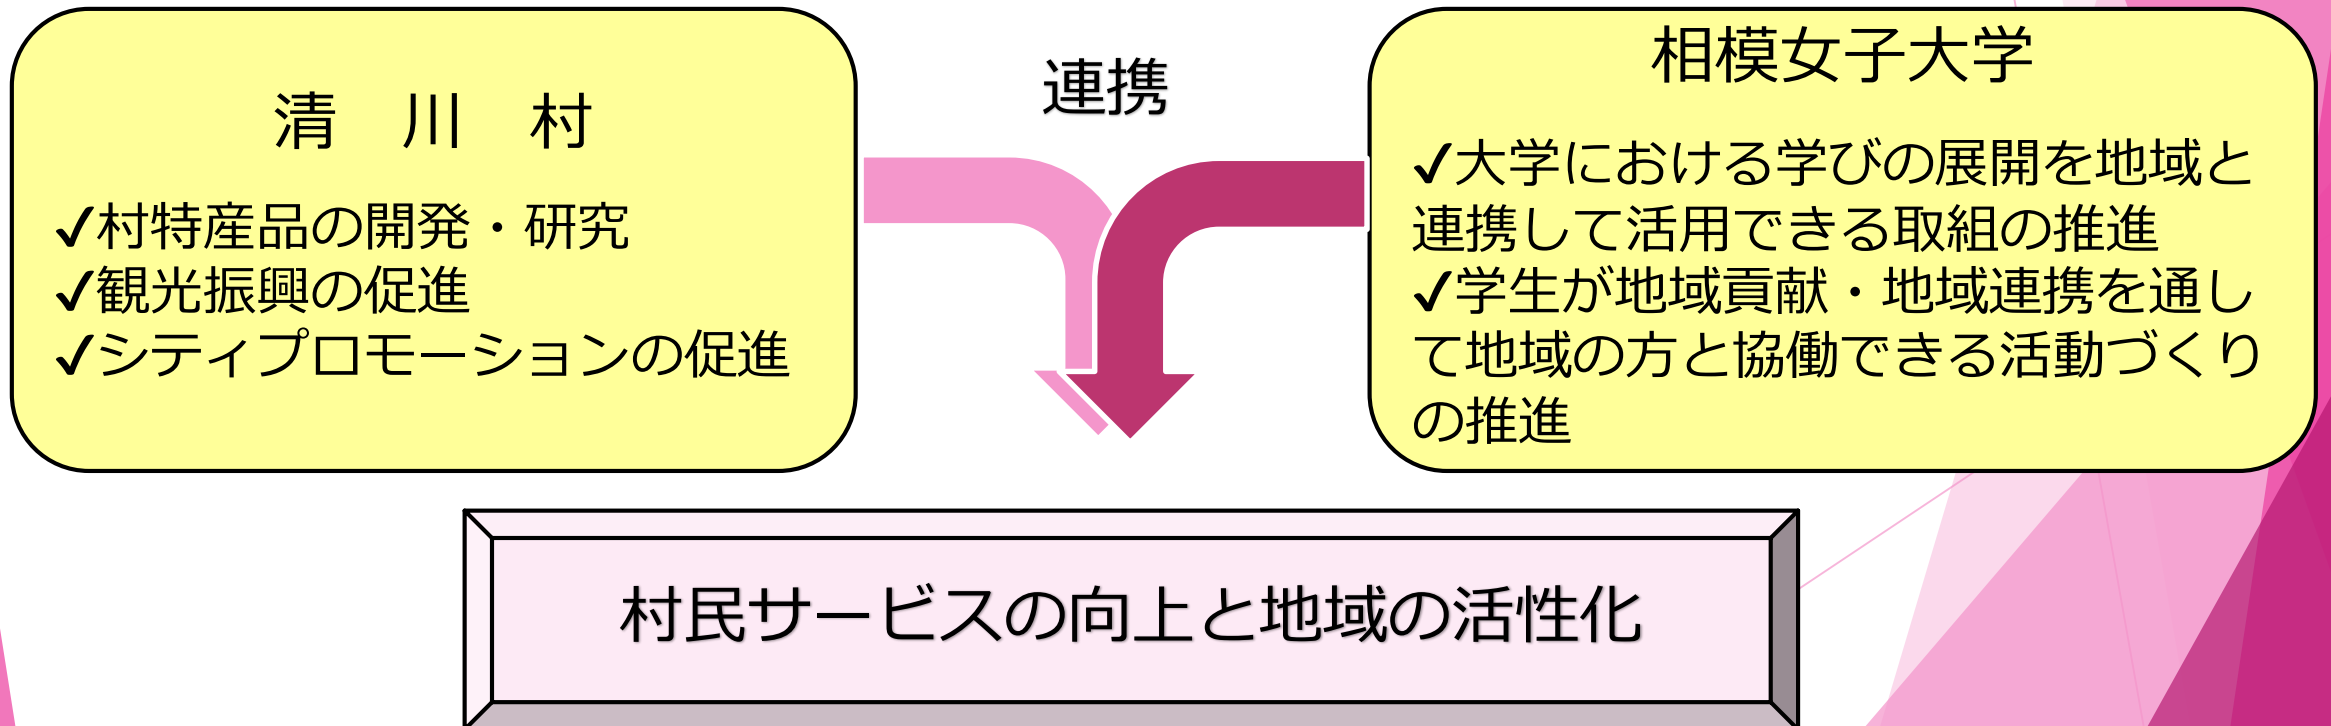 清　川　村
✔村特産品の開発・研究
✔観光振興の促進
✔シティプロモーションの促進
連携
相模女子大学
✔大学における学びの展開を地域と
連携して活用できる取組の推進
✔学生が地域貢献・地域連携を通し
て地域の方と協働できる活動づくり
の推進
村民サービスの向上と地域の活性化